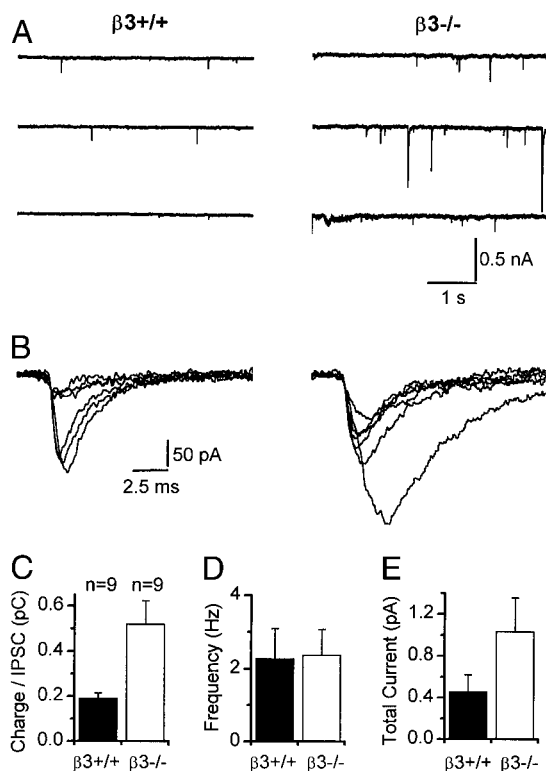 A
β3+/+
β3-/-
0.5 nA
1 s
B
50 pA
2.5 ms
C
n=9 n=9
Charge / IPSC (pC)
0.6
0.4
0.2
0.0
β3+/+ β3-/-
D
Frequency (Hz)
4
2
0
β3+/+ β3-/-
E
Total Current (pA)
1.2
0.8
0.4
0.0
β3+/+ β3-/-